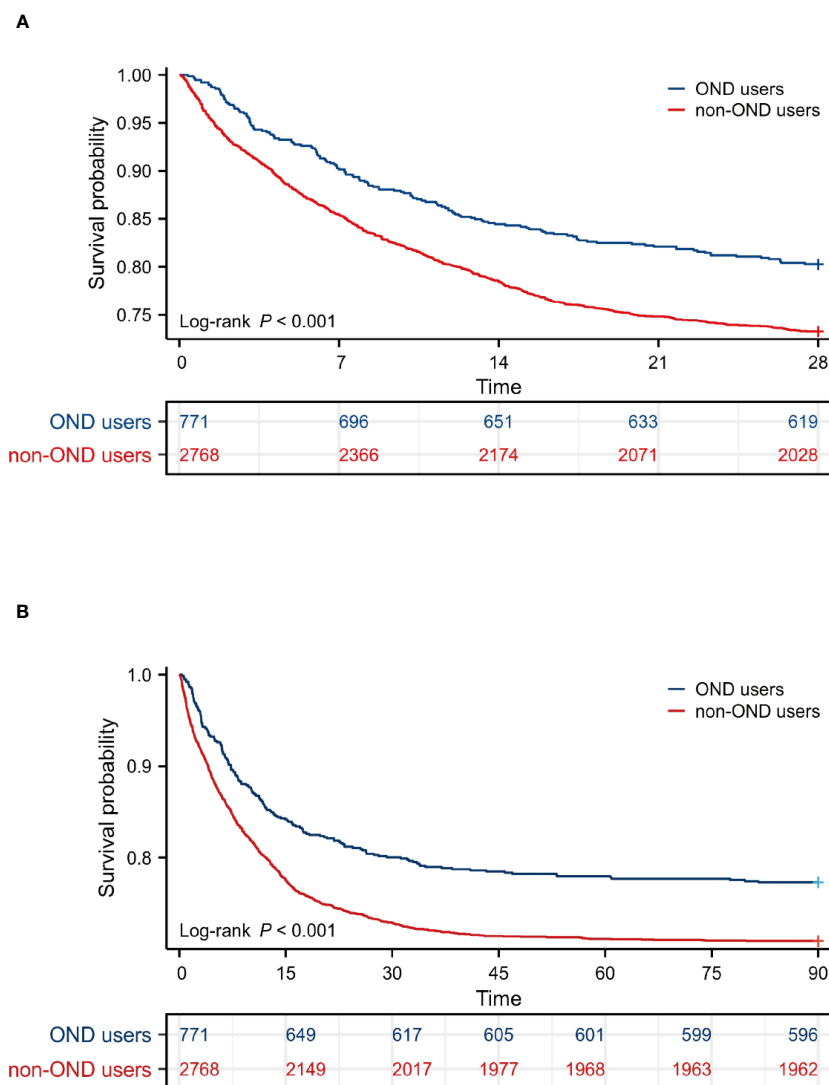 A
1.00
0.95
0.90
0.85
0.80
0.75
Survival probability
OND users
non-OND users
Log-rank P < 0.001
0 7 14 21 28
Time
OND users 771 696 651 633 619
non-OND users 2768 2366 2174 2071 2028
B
1.0
0.9
0.8
Survival probability
OND users
non-OND users
Log-rank P < 0.001
0 15 30 45 60 75 90
Time
OND users 771 649 617 605 601 599 596
non-OND users 2768 2149 2017 1977 1968 1963 1962